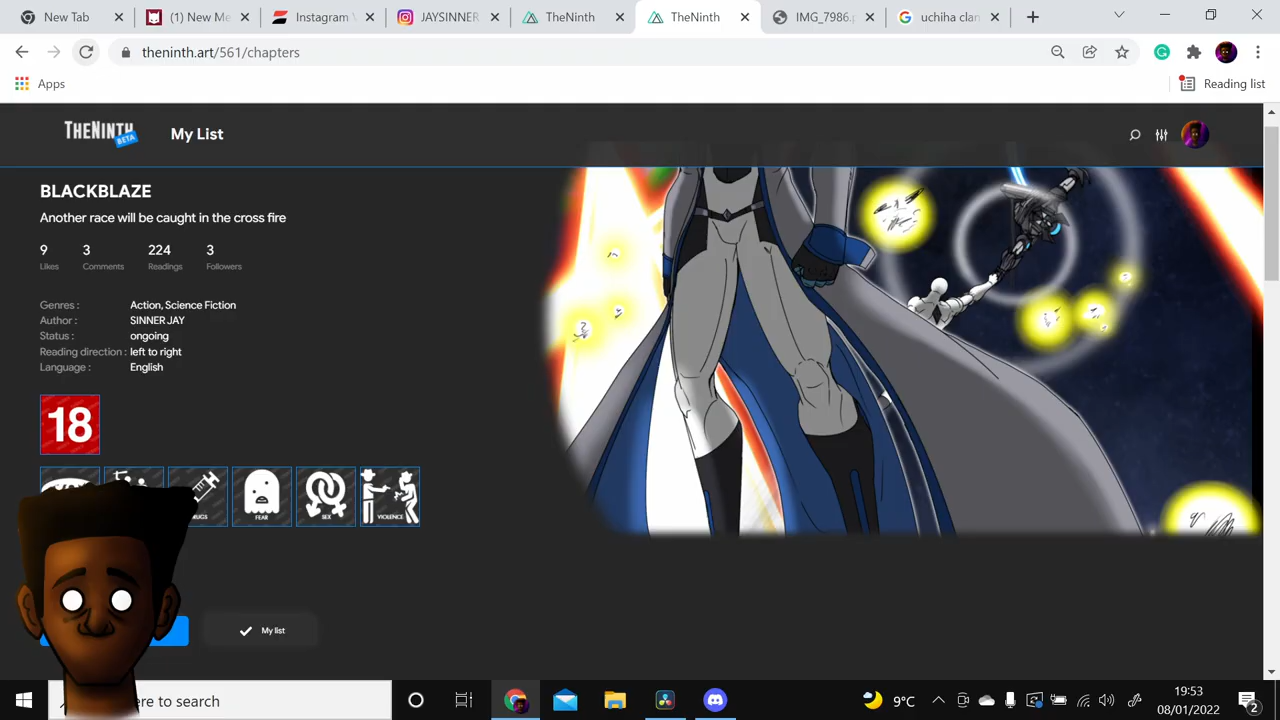 New Tab
(1) New Me
Instagram Y
JAYSINNER
TheNinth
TheNinth
IMG_7986.p
uchiha clan
theninth.art/561/chapters
Apps
Reading list
THENINTH
BETA
My List
BLACKBLAZE
Another race will be caught in the cross fire
9
3
224
3
Likes
Comments
Readings
Followers
Genres : Action, Science Fiction
Author : SINNER JAY
Status : ongoing
Reading direction : left to right
Language : English
18
FEAR
SEX
VIOLENCE
My list
ere to search
9°C
19:53
08/01/2022
2